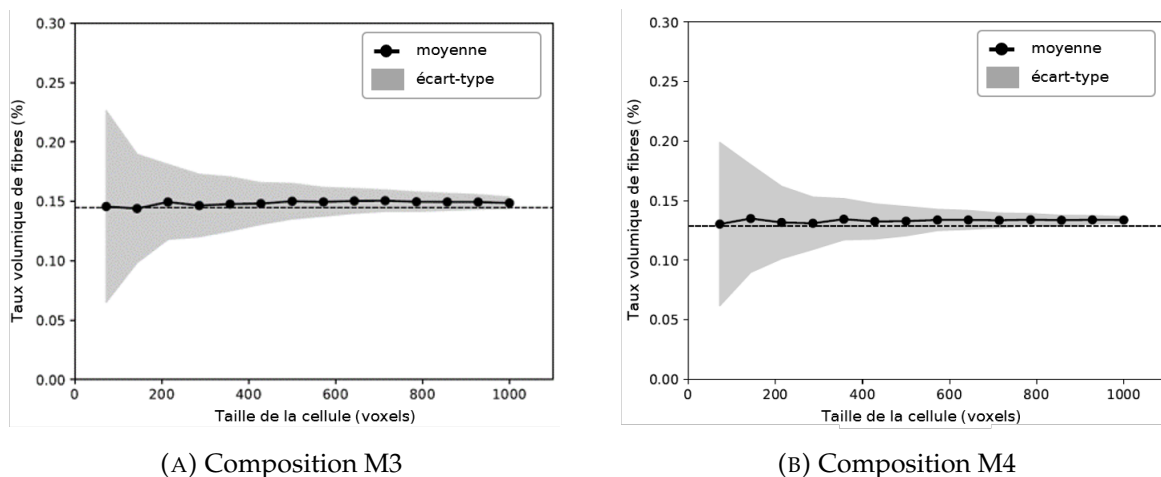 0.30
0.25
0.20
0.15
0.10
0.05
0.00
Taux volumique de fibres (%)
moyenne
écart-type
0
200
400
600
800
1000
Taille de la cellule (voxels)
(A) Composition M3
0.30
0.25
0.20
0.15
0.10
0.05
0.00
Taux volumique de fibres (%)
moyenne
écart-type
0
200
400
600
800
1000
Taille de la cellule (voxels)
(B) Composition M4